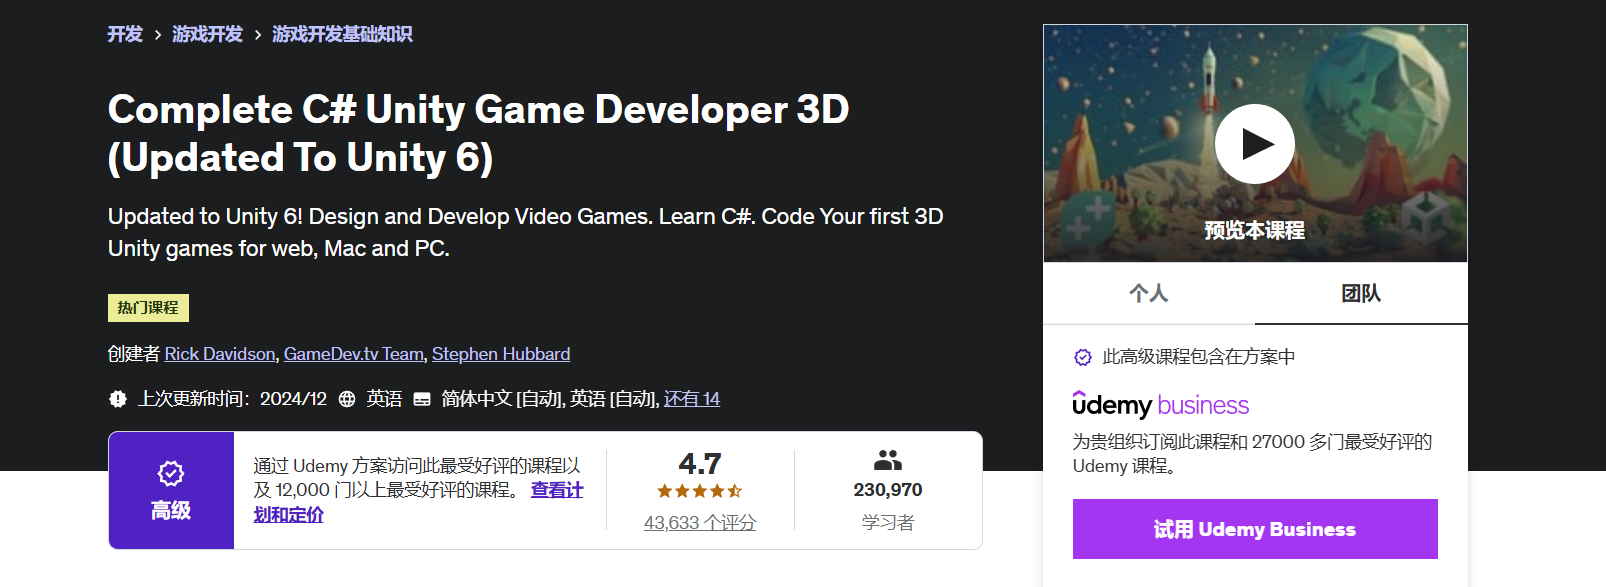 开发 › 游戏开发 › 游戏开发基础知识
Complete C# Unity Game Developer 3D
(Updated To Unity 6)
Updated to Unity 6! Design and Develop Video Games. Learn C#. Code Your first 3D
Unity games for web, Mac and PC.
热门课程
创建者 Rick Davidson, GameDev.tv Team, Stephen Hubbard
上次更新时间： 2024/12 英语 简体中文 [自动], 英语 [自动], 还有 14
高级
通过 Udemy 方案访问此最受好评的课程以
及 12,000 门以上最受好评的课程。 查看计
划和定价
4.7
43,633 个评分
230,970
学习者
预览本课程
个人
团队
此高级课程包含在方案中
ûdemy business
为贵组织订阅此课程和 27000 多门最受好评的
Udemy 课程。
试用 Udemy Business